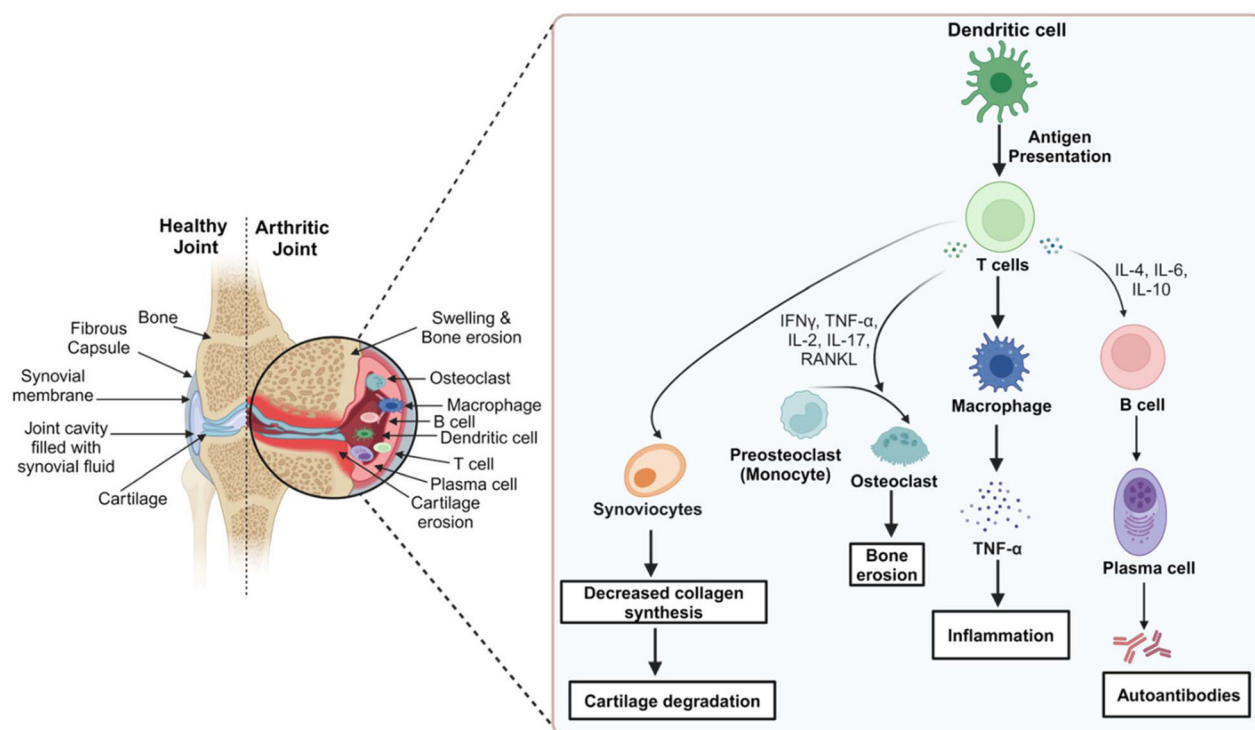 Healthy
Joint
Arthritic
Joint
Bone
Fibrous
Capsule
Synovial
membrane
Joint cavity
filled with
synovial fluid
Cartilage
Swelling &
Bone erosion
Osteoclast
Macrophage
B cell
Dendritic cell
T cell
Plasma cell
Cartilage
erosion
Dendritic cell
Antigen
Presentation
T cells
IFNγ, TNF-α,
IL-2, IL-17,
RANKL
IL-4, IL-6,
IL-10
Synoviocytes
Preosteoclast
(Monocyte)
Osteoclast
Macrophage
B cell
Decreased collagen
synthesis
Cartilage degradation
Bone
erosion
TNF-α
Inflammation
Plasma cell
Autoantibodies